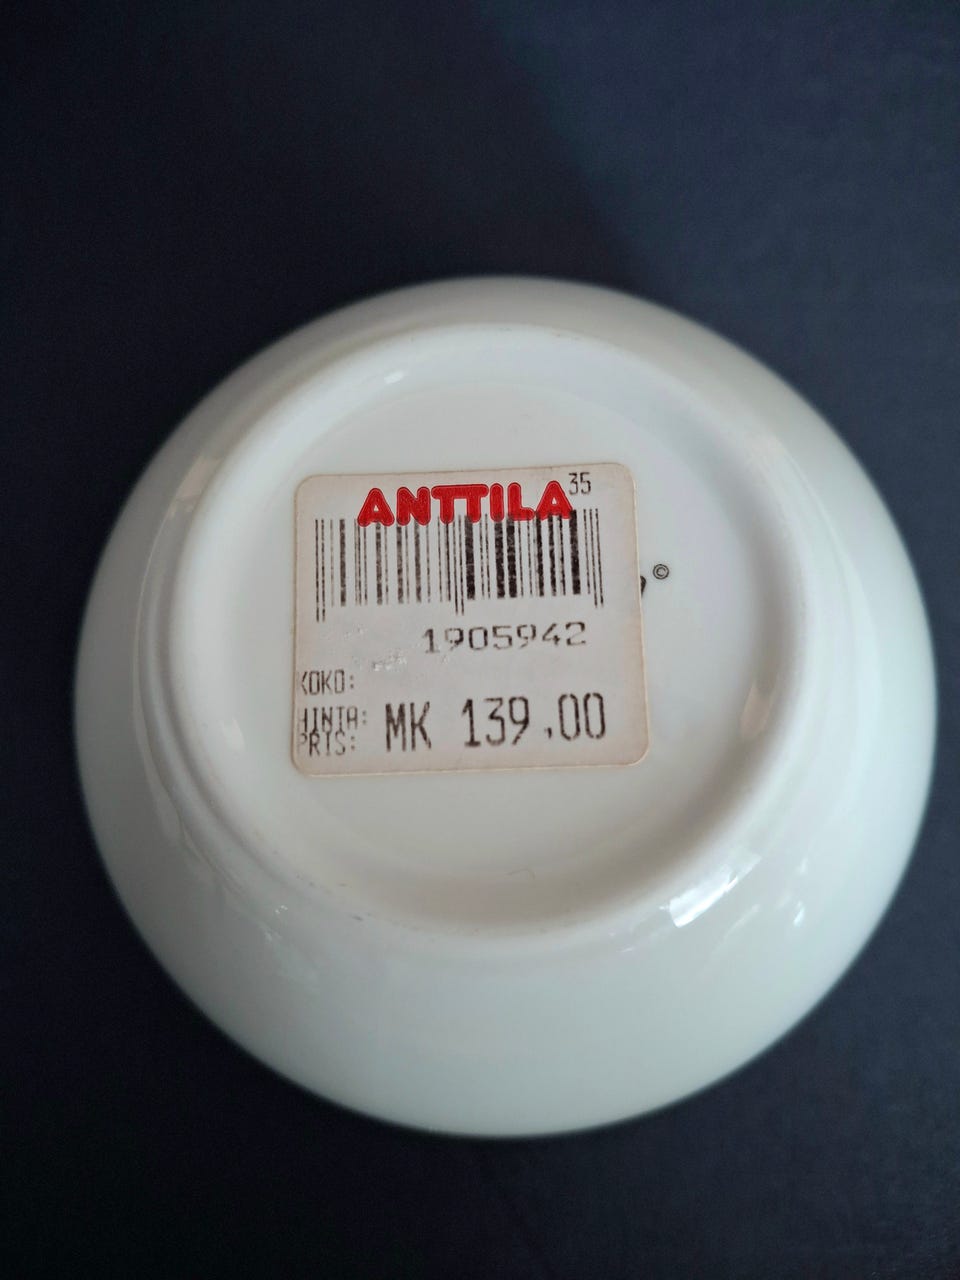 ANTTILA 35
1905942
KOKO:
HINTA: MK 139.00
PRIS:
©